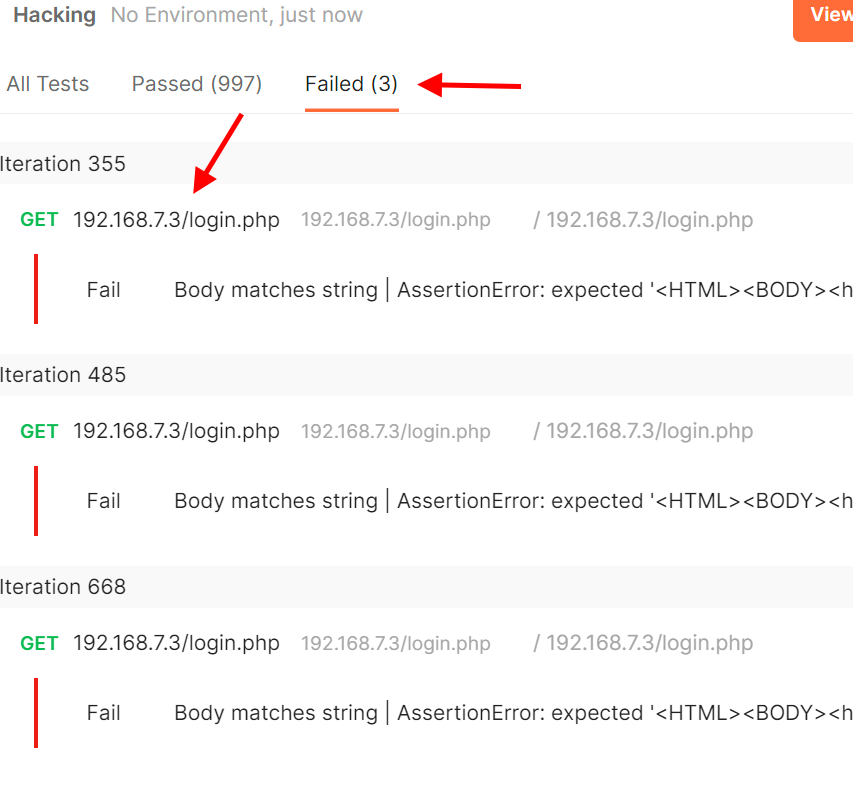 Hacking No Environment, just now View
All Tests Passed (997) Failed (3)
Iteration 355
GET 192.168.7.3/login.php 192.168.7.3/login.php / 192.168.7.3/login.php
Fail Body matches string | AssertionError: expected '<HTML><BODY><h
Iteration 485
GET 192.168.7.3/login.php 192.168.7.3/login.php / 192.168.7.3/login.php
Fail Body matches string | AssertionError: expected '<HTML><BODY><h
Iteration 668
GET 192.168.7.3/login.php 192.168.7.3/login.php / 192.168.7.3/login.php
Fail Body matches string | AssertionError: expected '<HTML><BODY><h